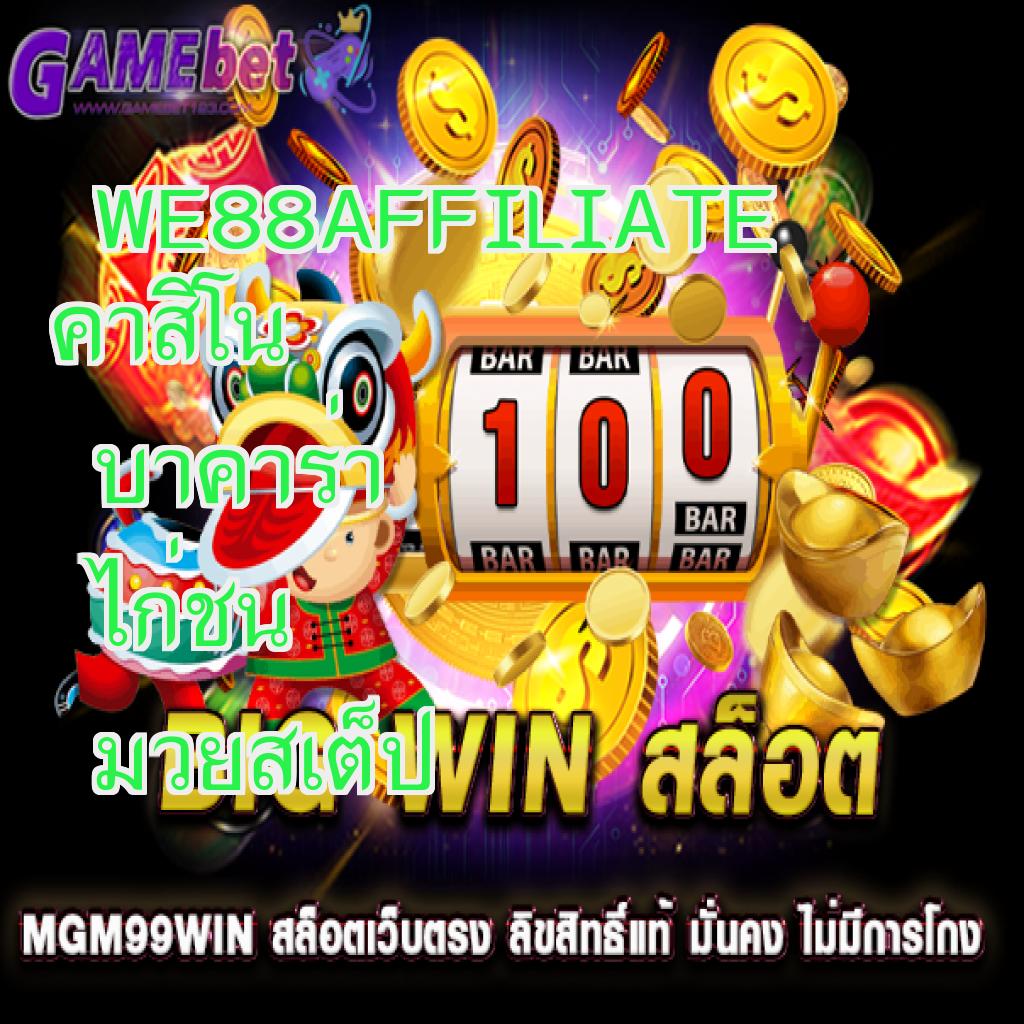 GAMEbet
WE88AFFILIATE
คาสิโน
BAR BAR
100
บาคาร่า
BAR
BAR BAR BAR
ไก่ชน
BIG WIN สล็อต
มวยสเต็ป
MGM99WIN สล็อตเว็บตรง ลิขสิทธิ์แท้ มั่นคง ไม่มีการโกง